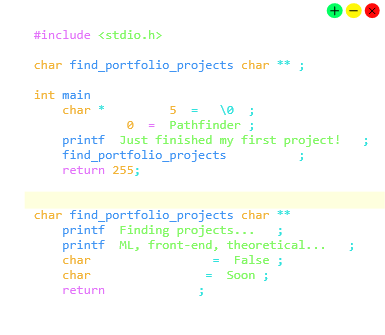 #include <stdio.h>
char find_portfolio_projects char ** ;
int main
char * 5 = \0 ;
0 = Pathfinder ;
printf Just finished my first project! ;
find_portfolio_projects ;
return 255;
char find_portfolio_projects char **
printf Finding projects... ;
printf ML, front-end, theoretical... ;
char = False ;
char = Soon ;
return ;